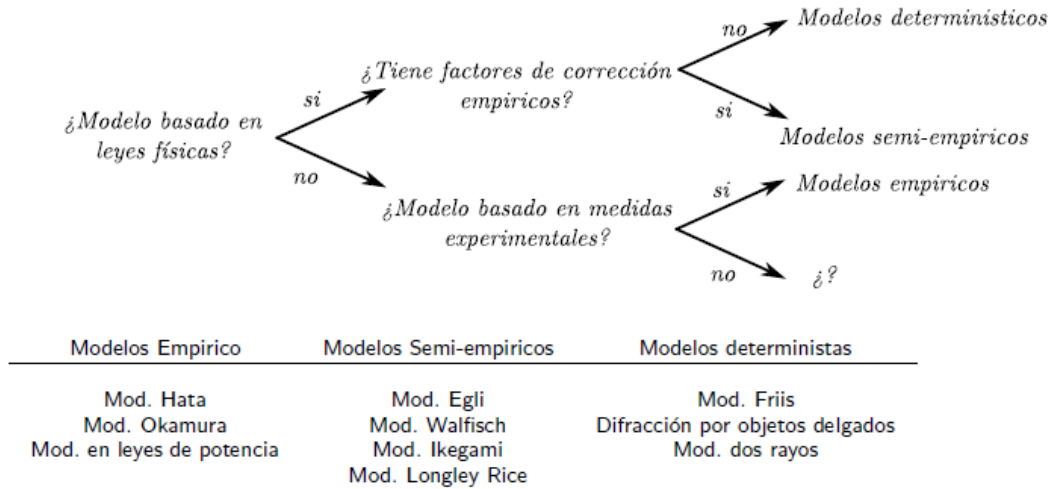 no
Modelos determinísticos
¿Tiene factores de corrección
empiricos?
si
si
¿Modelo basado en
leyes físicas?
Modelos semi-empiricos
no
si
Modelos empiricos
¿Modelo basado en medidas
experimentales?
no
¿?
Modelos Empirico
Modelos Semi-empiricos
Modelos deterministas
Mod. Hata
Mod. Egli
Mod. Friis
Mod. Okamura
Mod. Walfisch
Difracción por objetos delgados
Mod. en leyes de potencia
Mod. Ikegami
Mod. dos rayos
Mod. Longley Rice